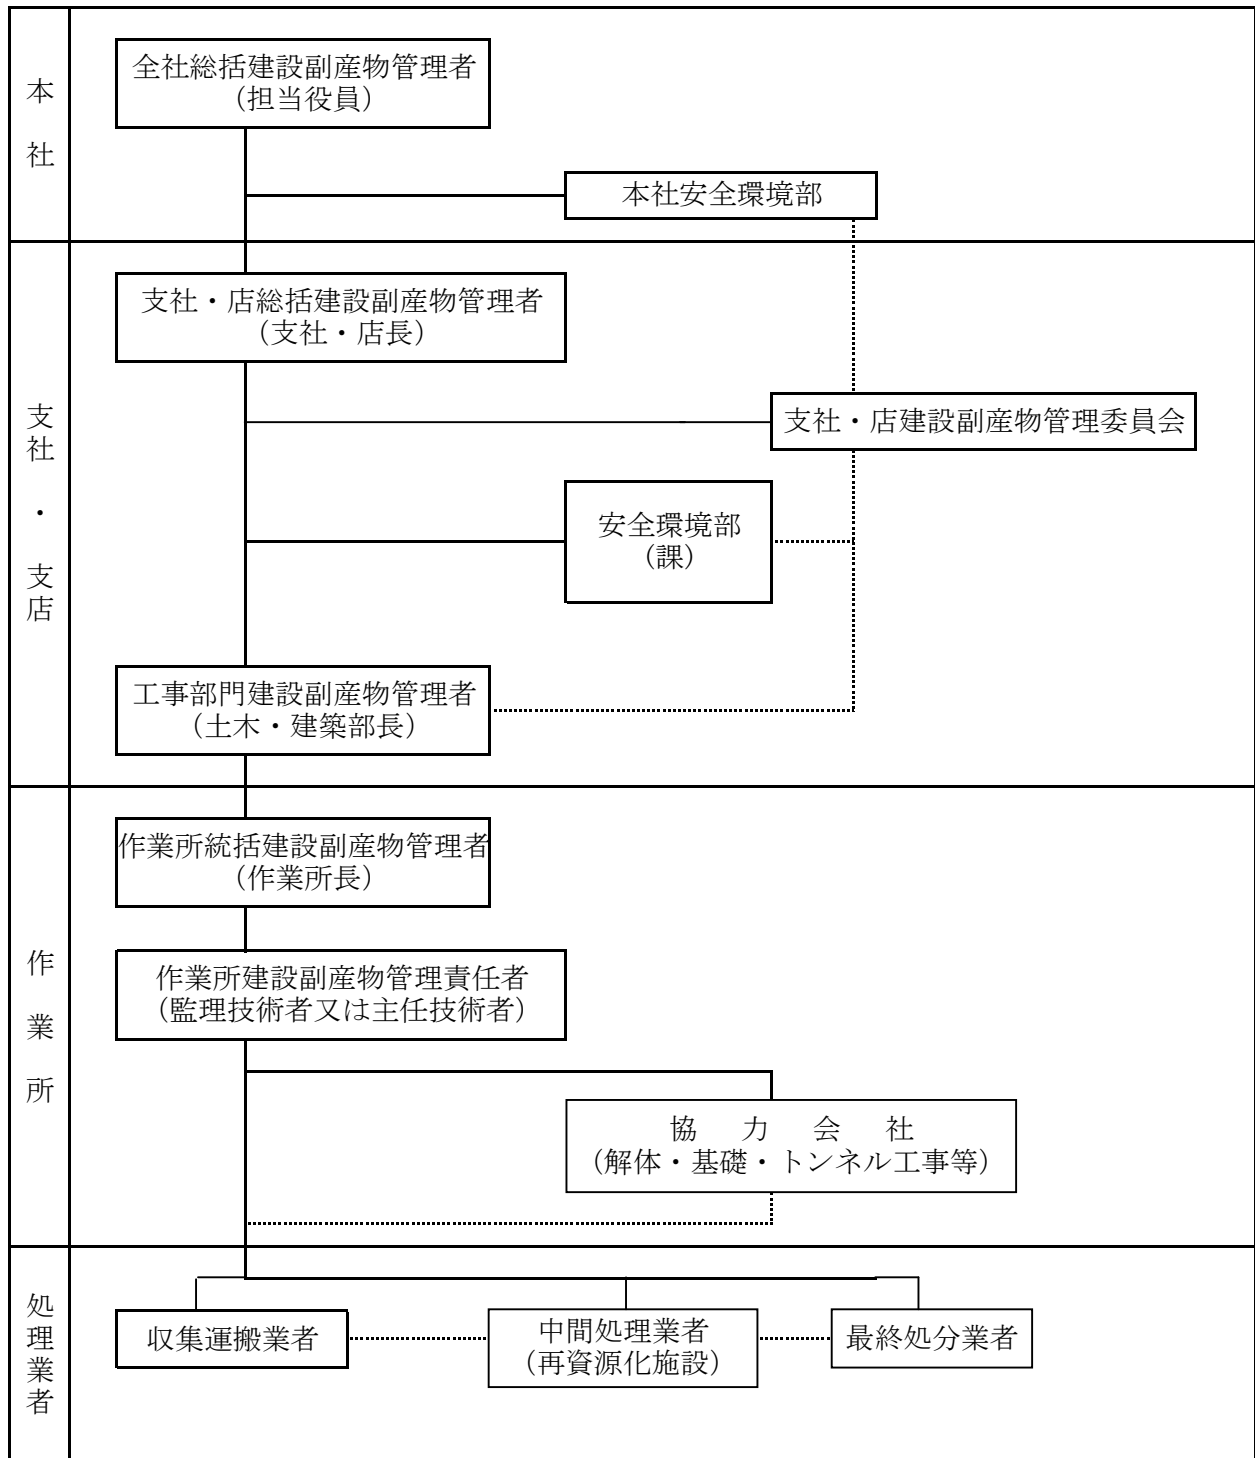 本社
全社総括建設副産物管理者
（担当役員）
本社安全環境部
支社・支店
支社・店総括建設副産物管理者
（支社・店長）
支社・店建設副産物管理委員会
安全環境部
（課）
工事部門建設副産物管理者
（土木・建築部長）
作業所
作業所統括建設副産物管理者
（作業所長）
作業所建設副産物管理責任者
（監理技術者又は主任技術者）
協力会社
（解体・基礎・トンネル工事等）
処理業者
収集運搬業者
中間処理業者
（再資源化施設）
最終処分業者